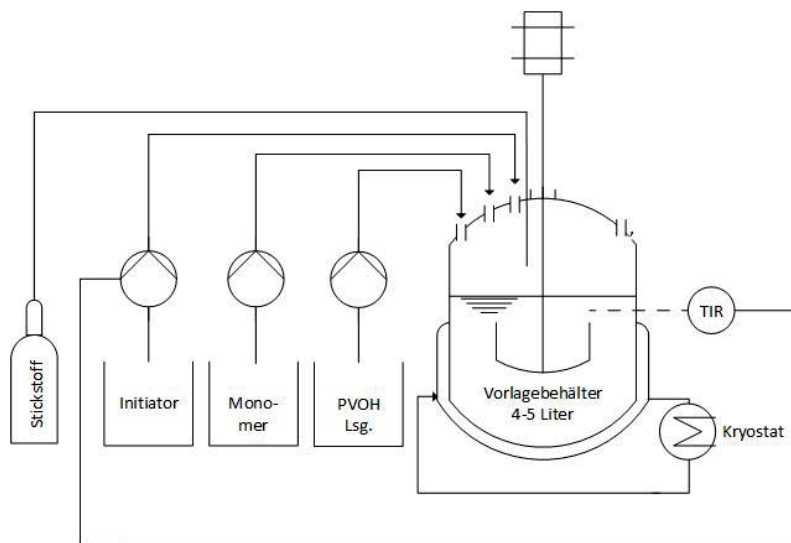 TIR
Stickstoff
Initiator
Mono-
mer
PVOH
Lsg.
Vorlagebehälter
4-5 Liter
Kryostat